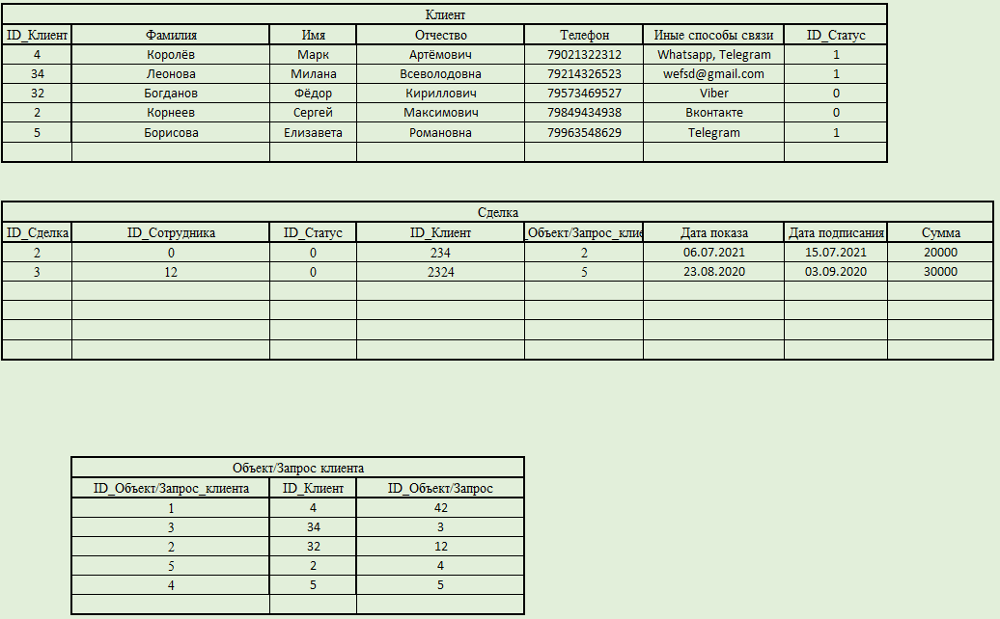 Клиент
ID_Клиент Фамилия Имя Отчество Телефон Иные способы связи ID_Статус
4 Королёв Марк Артёмович 79021322312 Whatsapp, Telegram 1
34 Леонова Милана Всеволодовна 79214326523 wefsd@gmail.com 1
32 Богданов Фёдор Кириллович 79573469527 Viber 0
2 Корнеев Сергей Максимович 79849434938 Вконтакте 0
5 Борисова Елизавета Романовна 79963548629 Telegram 1
Сделка
ID_Сделка ID_Сотрудника ID_Статус ID_Клиент _Объект/Запрос_клие Дата показа Дата подписания Сумма
2 0 0 234 2 06.07.2021 15.07.2021 20000
3 12 0 2324 5 23.08.2020 03.09.2020 30000
Объект/Запрос клиента
ID_Объект/Запрос_клиента ID_Клиент ID_Объект/Запрос
1 4 42
3 34 3
2 32 12
5 2 4
4 5 5